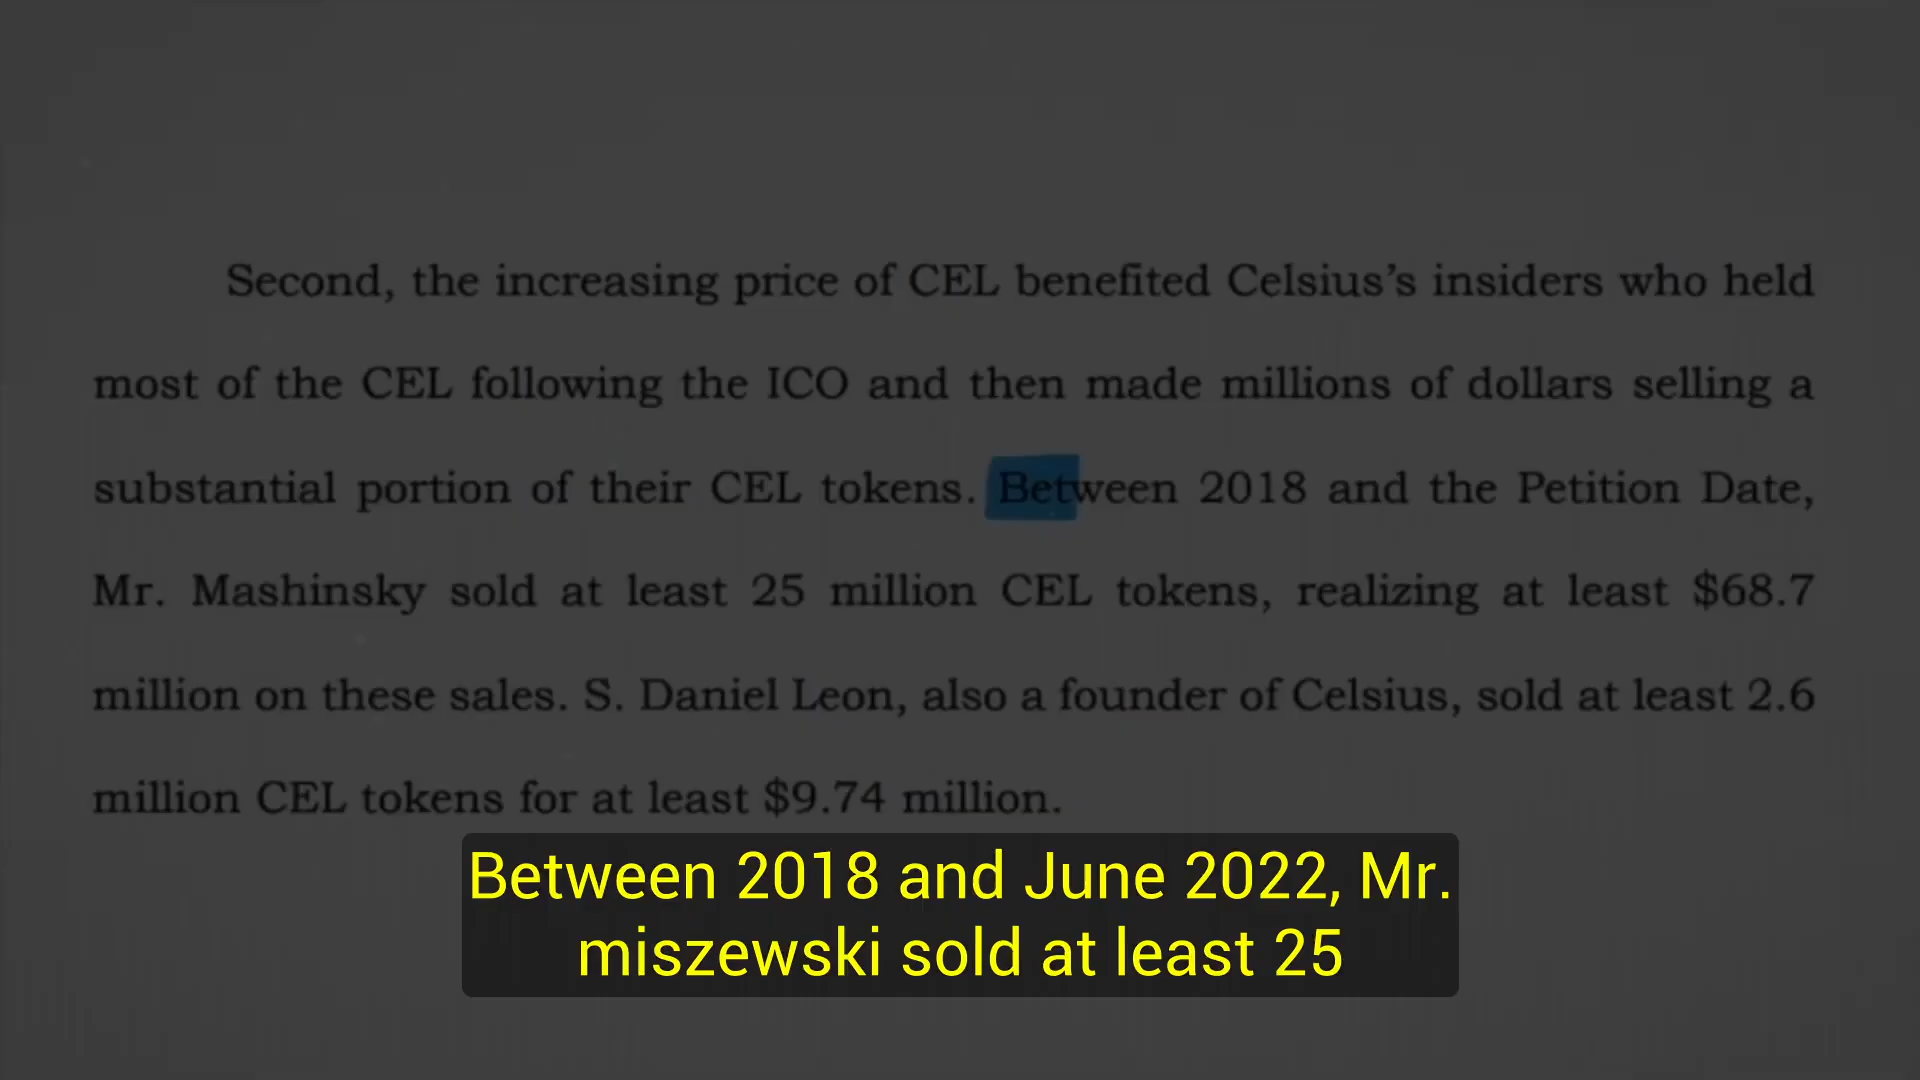 Second, the increasing price of CEL benefited Celsius’s insiders who held
most of the CEL following the ICO and then made millions of dollars selling a
substantial portion of their CEL tokens. Between 2018 and the Petition Date,
Mr. Mashinsky sold at least 25 million CEL tokens, realizing at least $68.7
million on these sales. S. Daniel Leon, also a founder of Celsius, sold at least 2.6
million CEL tokens for at least $9.74 million.
Between 2018 and June 2022, Mr.
miszewski sold at least 25